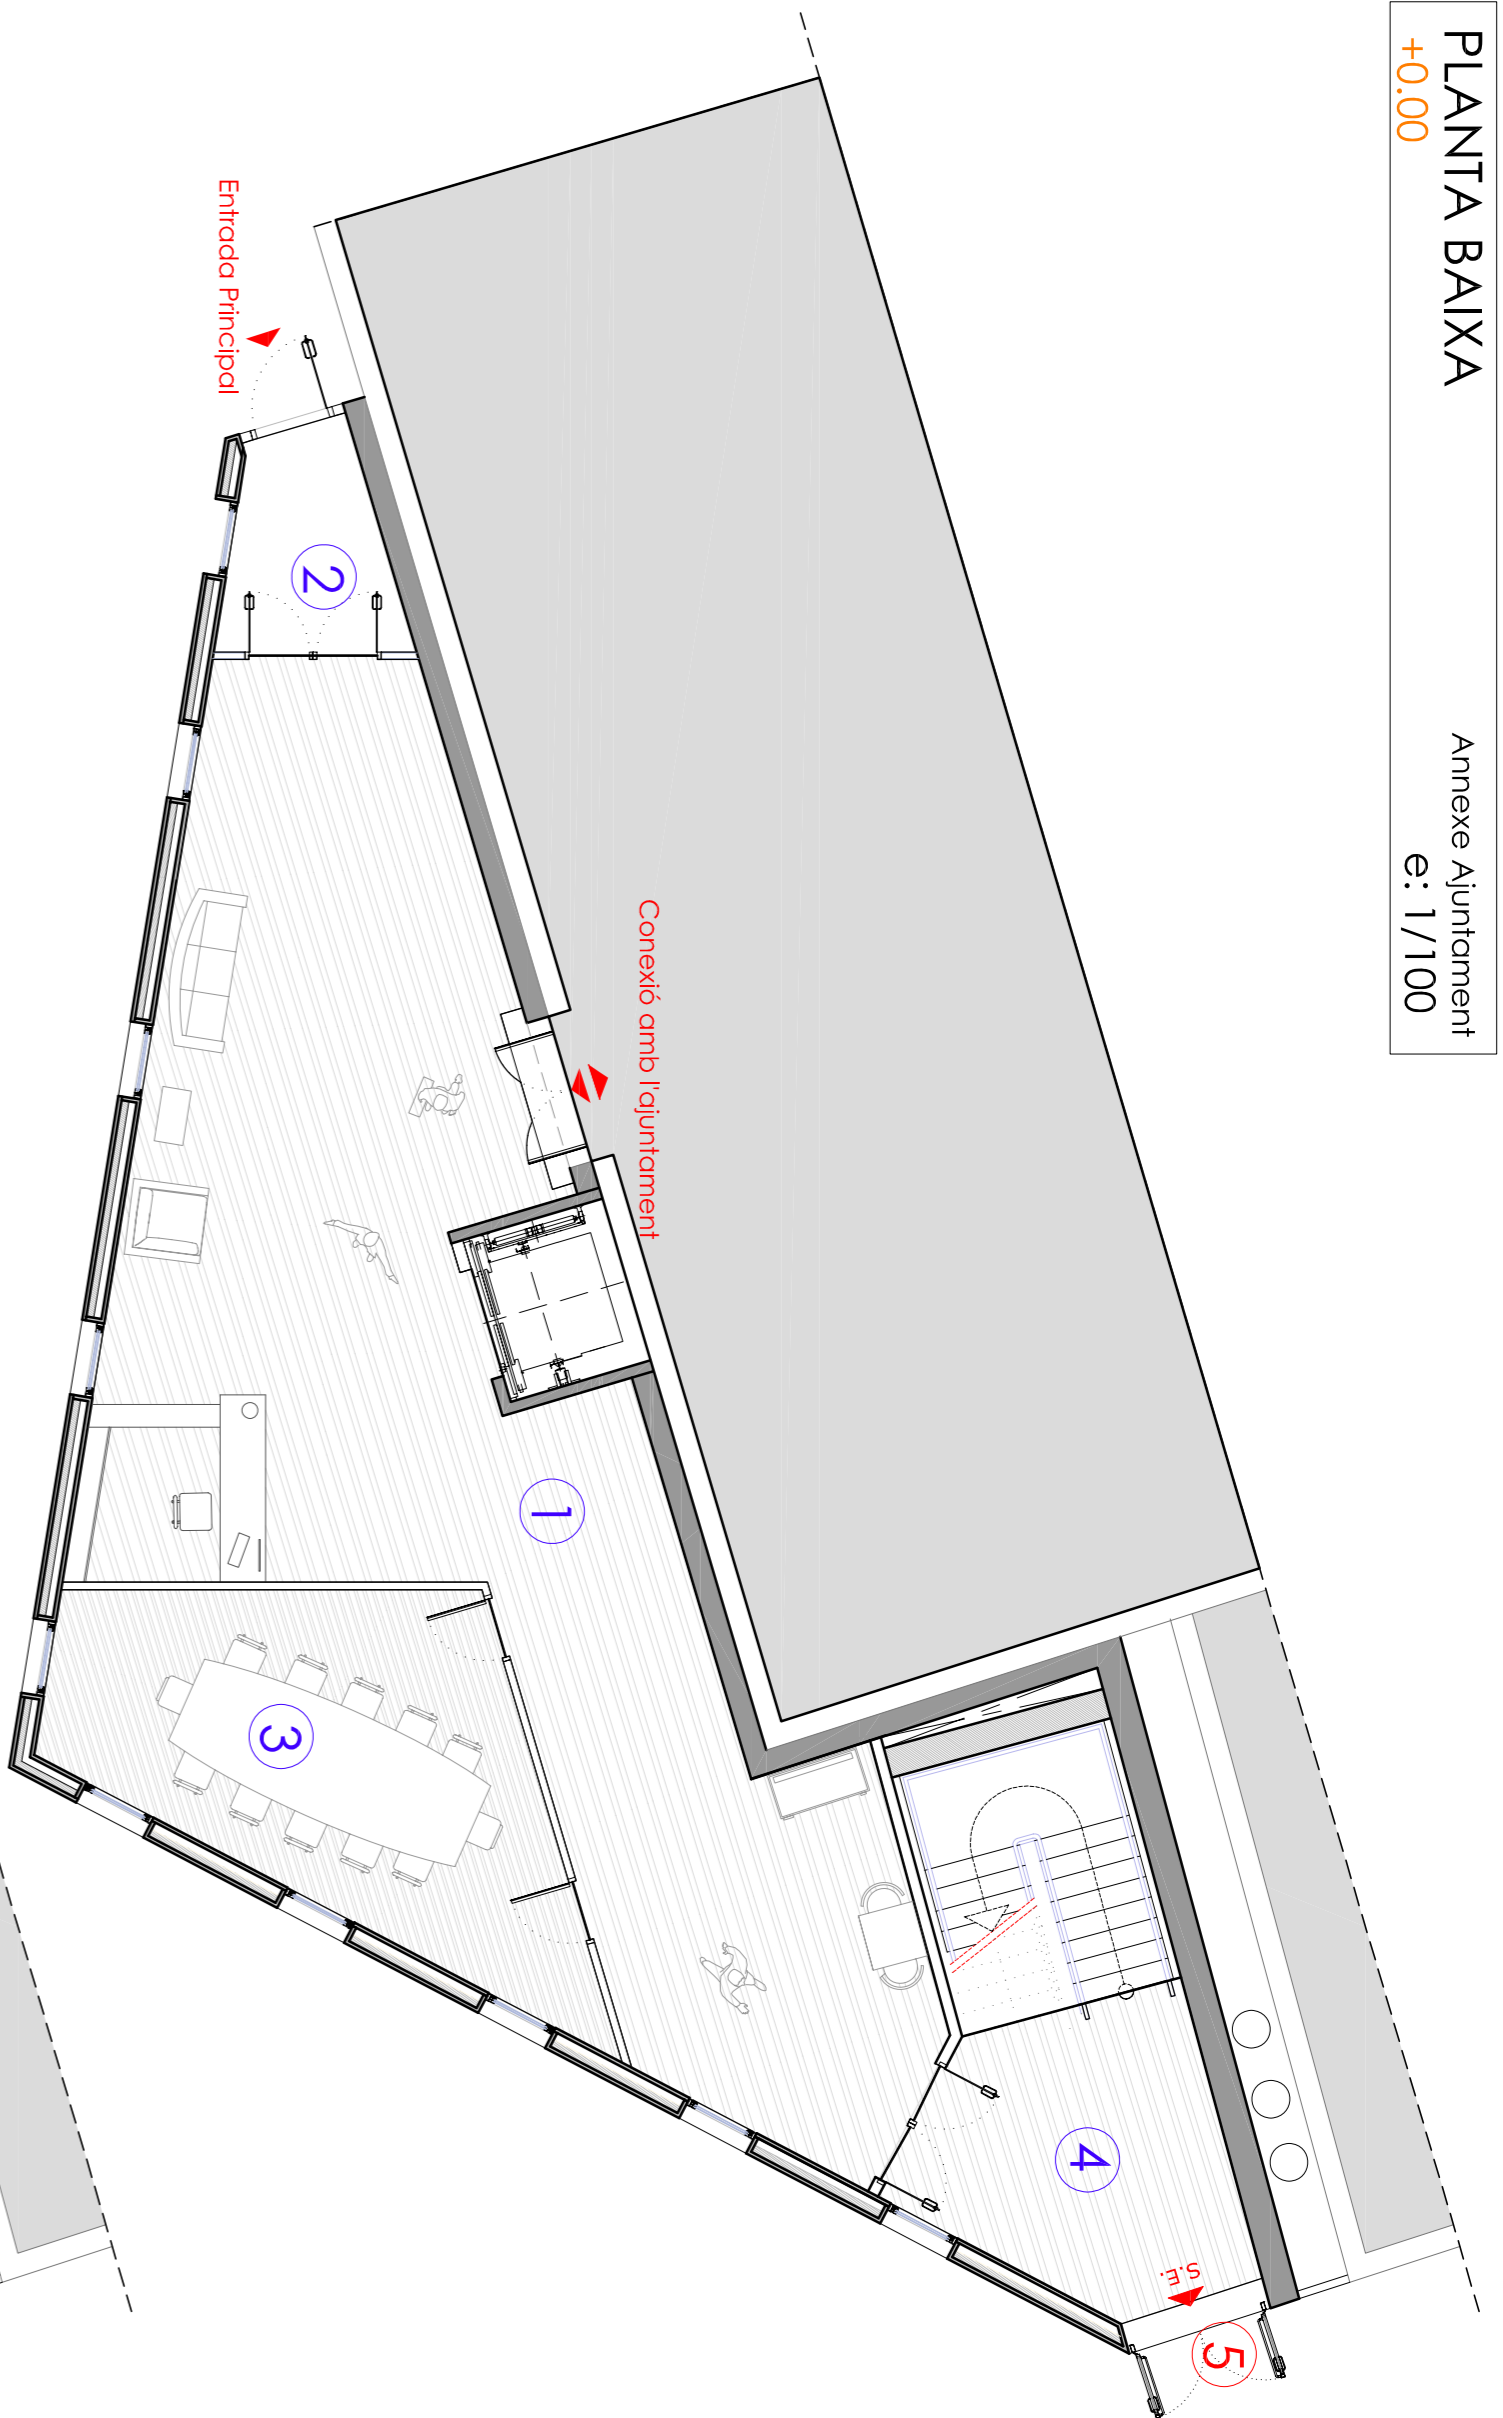 PLANTA BAIXA
+0.00
Annexe Ajuntament
e: 1/100
Conexió amb l'ajuntament
Entrada Principal
2
1
3
4
S.E.
5